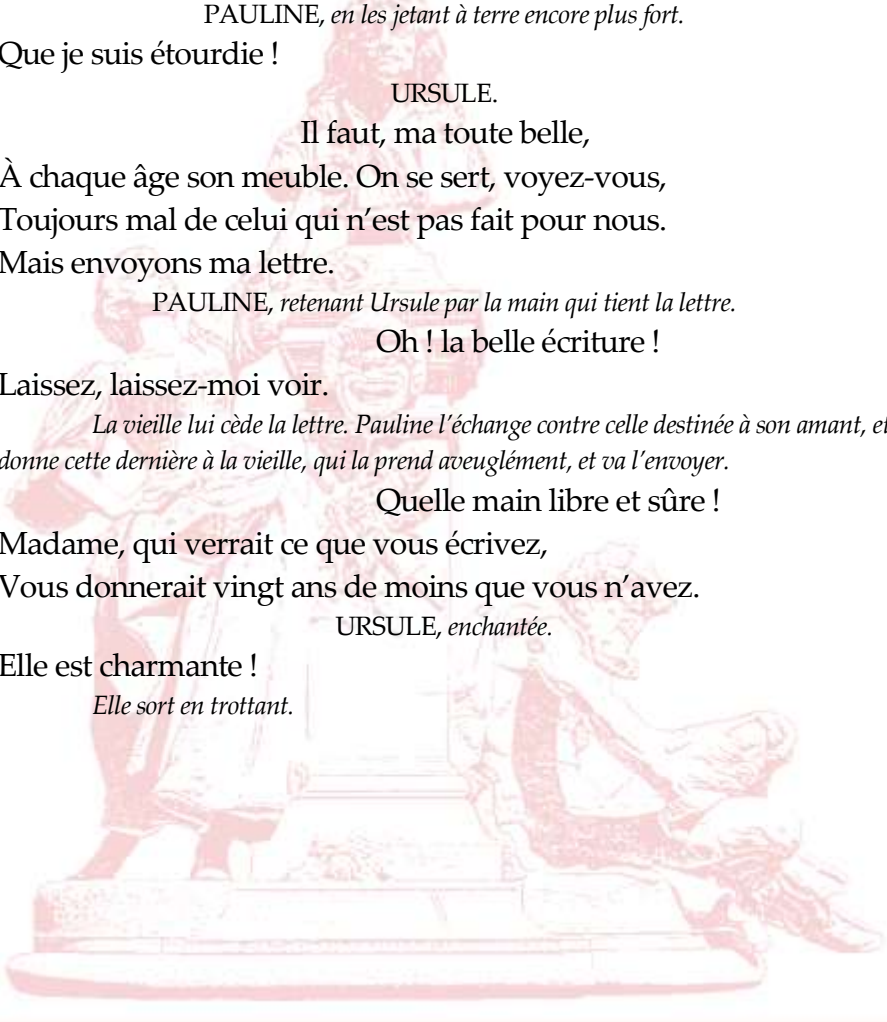 PAULINE, en les jetant à terre encore plus fort.
Que je suis étourdie !
URSULE.
Il faut, ma toute belle,
À chaque âge son meuble. On se sert, voyez-vous,
Toujours mal de celui qui n’est pas fait pour nous.
Mais envoyons ma lettre.
PAULINE, retenant Ursule par la main qui tient la lettre.
Oh ! la belle écriture !
Laissez, laissez-moi voir.
La vieille lui cède la lettre. Pauline l’échange contre celle destinée à son amant, et
donne cette dernière à la vieille, qui la prend aveuglément, et va l’envoyer.
Quelle main libre et sûre !
Madame, qui verrait ce que vous écrivez,
Vous donnerait vingt ans de moins que vous n’avez.
URSULE, enchantée.
Elle est charmante !
Elle sort en trottant.